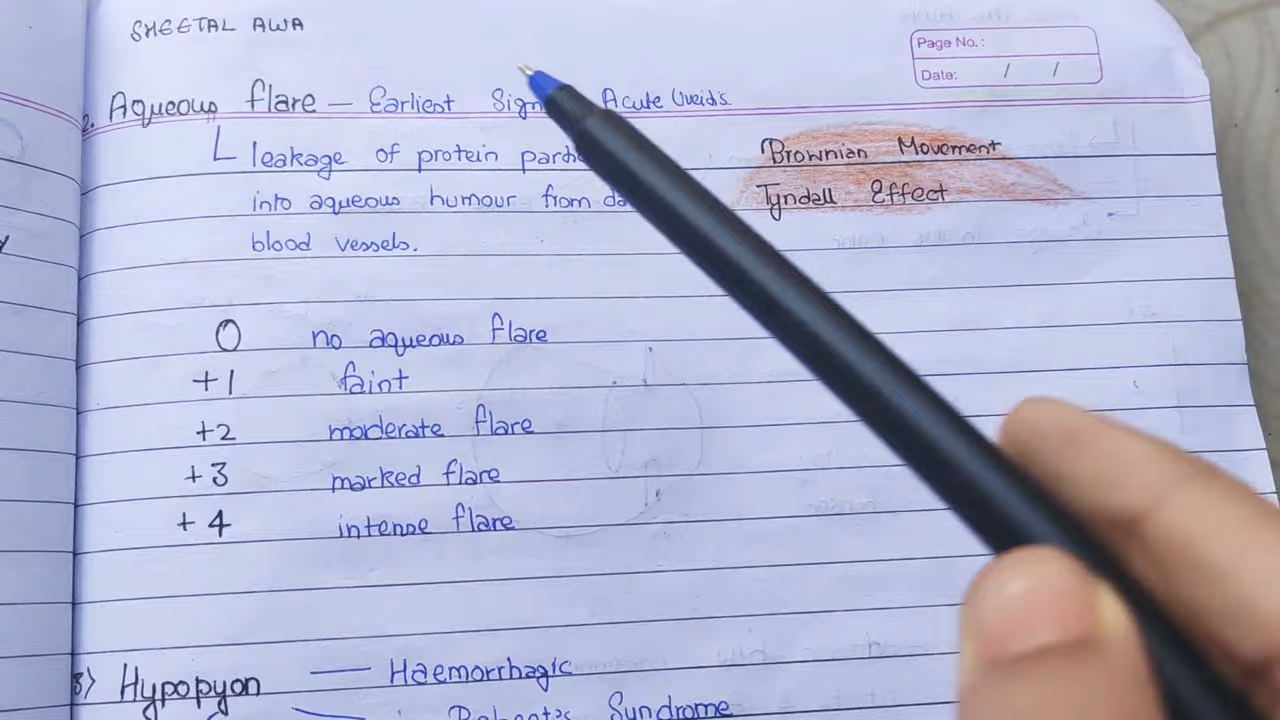 SHEETAL AWA
Page No.:
Date: / /
2. Aqueous flare — Earliest Sign Acute Uveitis
leakage of protein
Brownian Movement
into aqueous humour from
Tyndall Effect
blood vessels.
0 no aqueous flare
+1 faint
+2 moderate flare
+3 marked flare
+4 intense flare
3) Hypopyon — Haemorrhagic
Syndrome